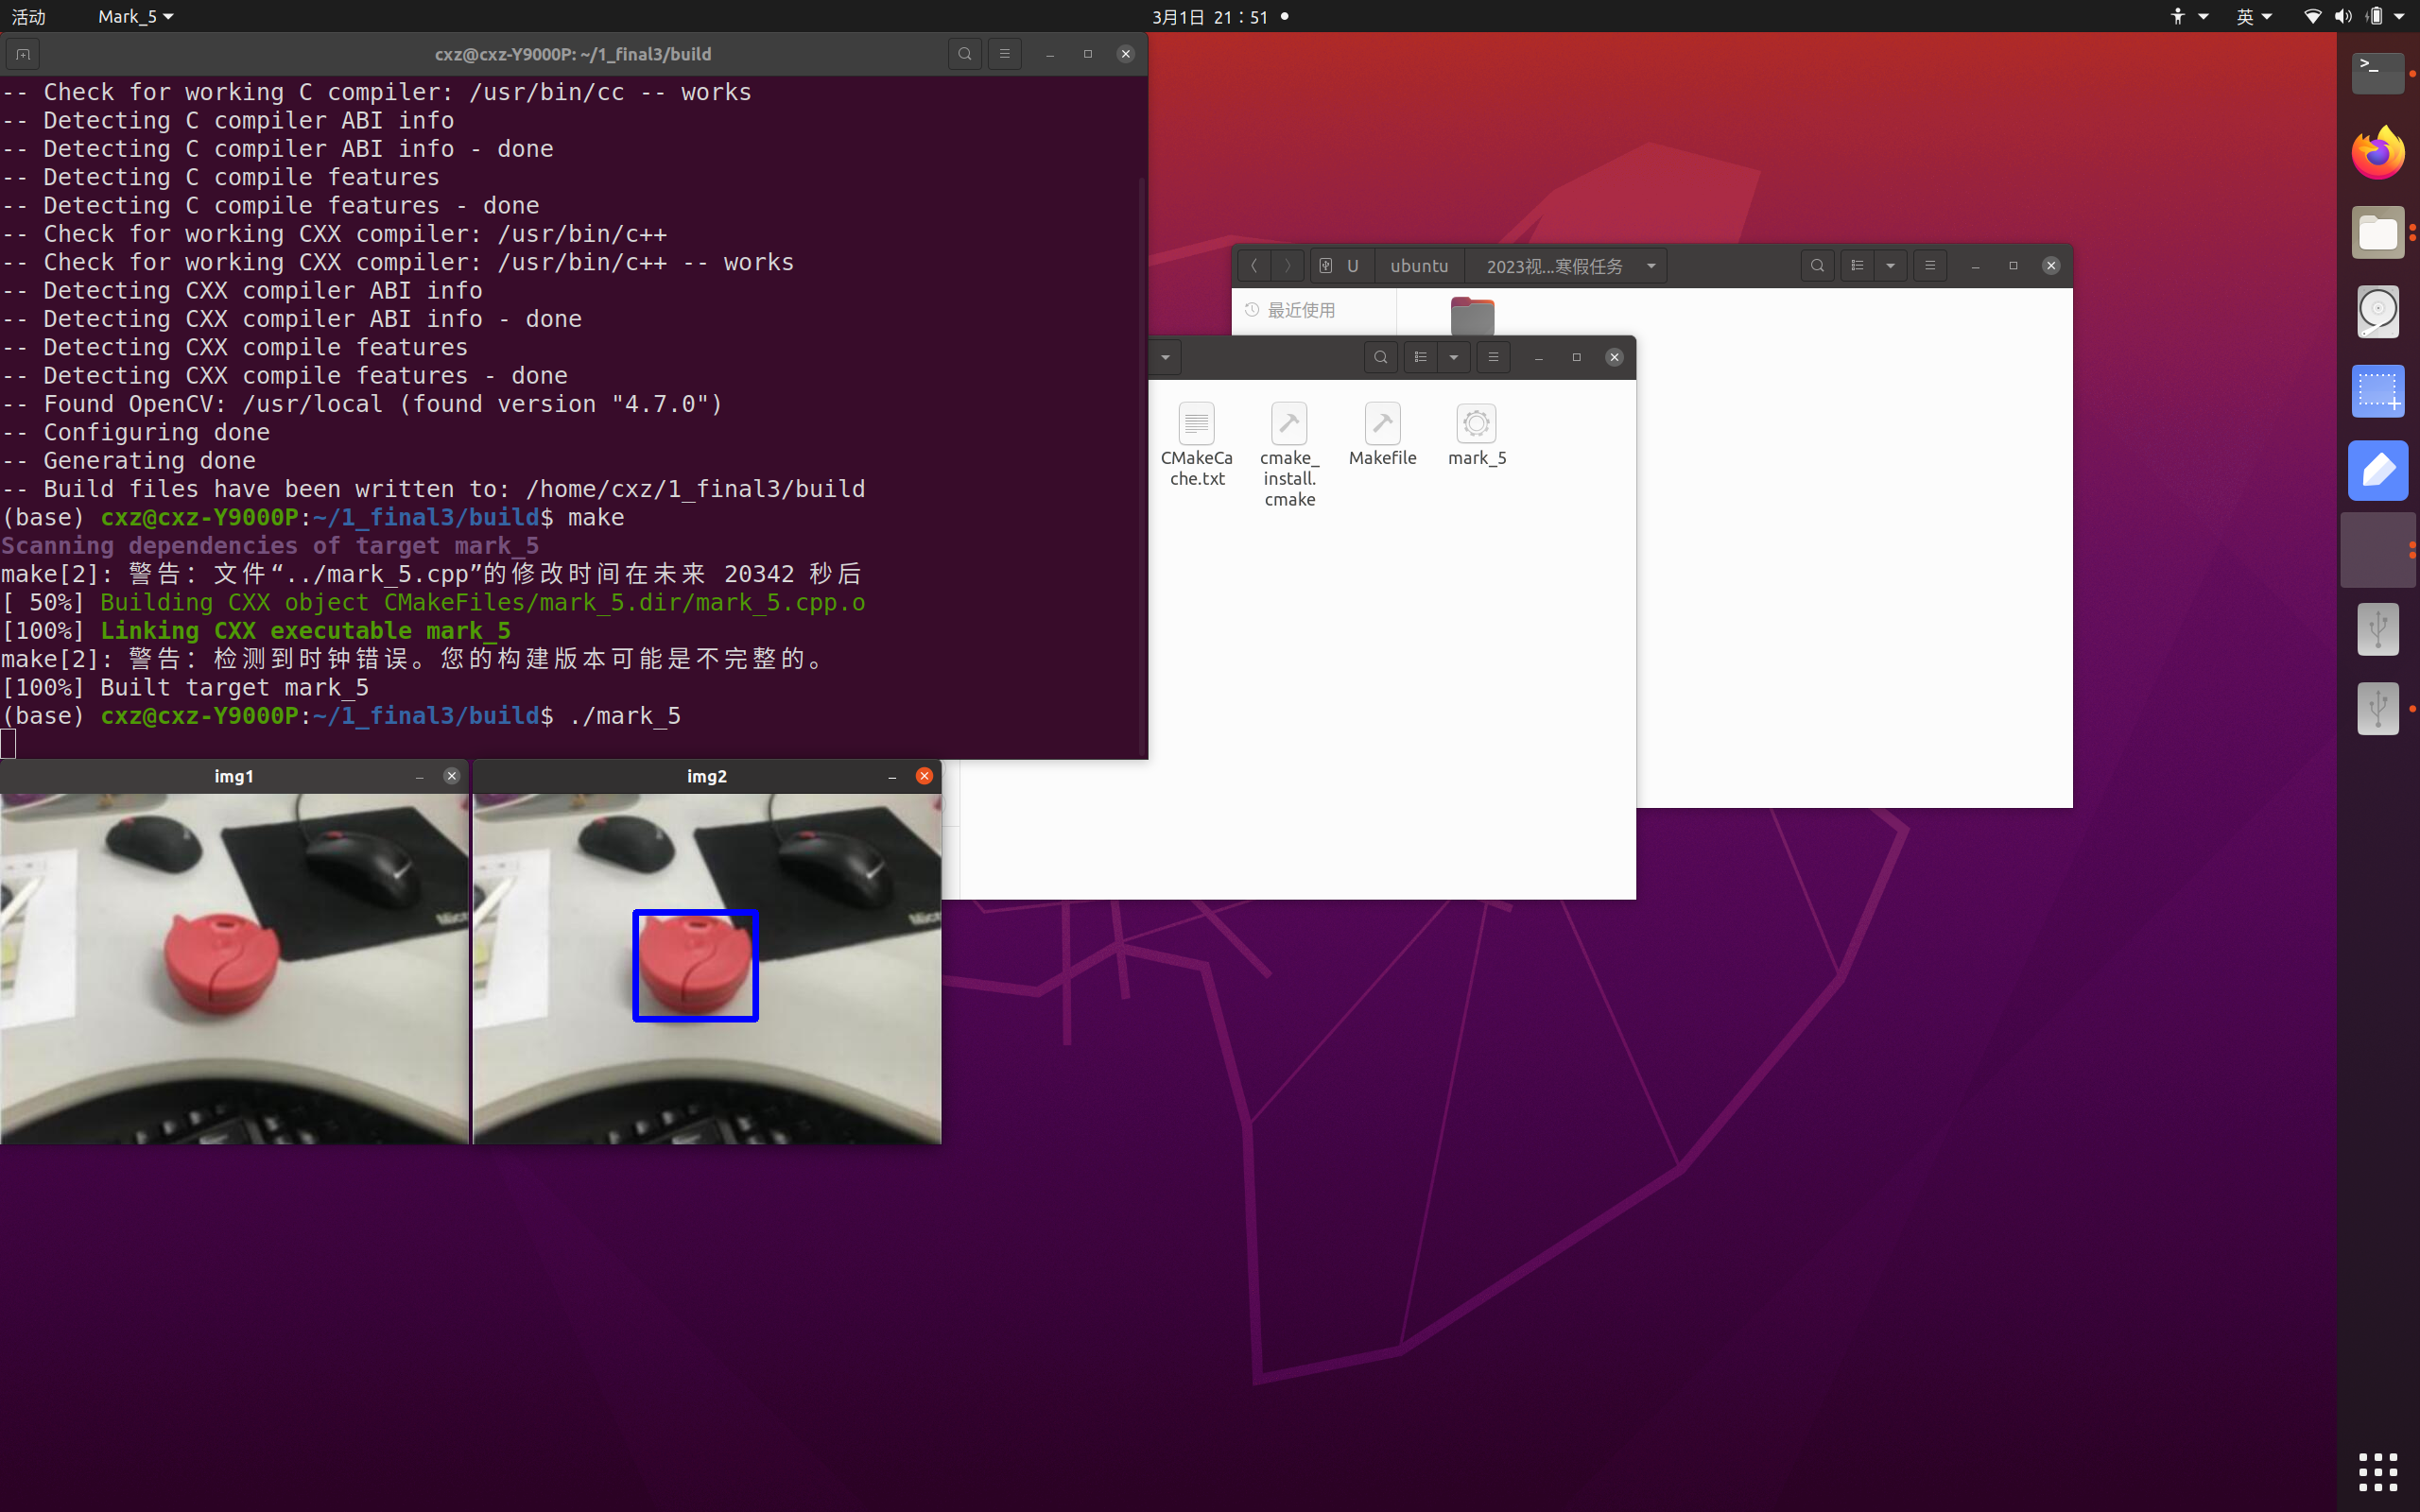 活动
Mark_5
3月1日 21：51
英
cxz@cxz-Y9000P: ~/1_final3/build
-- Check for working C compiler: /usr/bin/cc -- works
-- Detecting C compiler ABI info
-- Detecting C compiler ABI info - done
-- Detecting C compile features
-- Detecting C compile features - done
-- Check for working CXX compiler: /usr/bin/c++
-- Check for working CXX compiler: /usr/bin/c++ -- works
-- Detecting CXX compiler ABI info
-- Detecting CXX compiler ABI info - done
-- Detecting CXX compile features
-- Detecting CXX compile features - done
-- Found OpenCV: /usr/local (found version "4.7.0")
-- Configuring done
-- Generating done
-- Build files have been written to: /home/cxz/1_final3/build
(base) cxz@cxz-Y9000P:~/1_final3/build$ make
Scanning dependencies of target mark_5
make[2]: 警告：文件“../mark_5.cpp”的修改时间在未来 20342 秒后
[ 50%] Building CXX object CMakeFiles/mark_5.dir/mark_5.cpp.o
[100%] Linking CXX executable mark_5
make[2]: 警告：检测到时钟错误。您的构建版本可能是不完整的。
[100%] Built target mark_5
(base) cxz@cxz-Y9000P:~/1_final3/build$ ./mark_5
U
ubuntu
2023视...寒假任务
最近使用
CMakeCa
che.txt
cmake_
install.
cmake
Makefile
mark_5
img1
img2